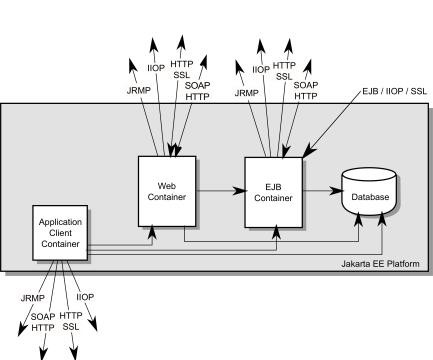 IIOP
HTTP
SSL
JRMP
SOAP
HTTP
IIOP
HTTP
SSL
JRMP
SOAP
HTTP
EJB / IIOP / SSL
Web
Container
EJB
Container
Database
Application
Client
Container
Jakarta EE Platform
JRMP
IIOP
SOAP
HTTP
HTTP
SSL